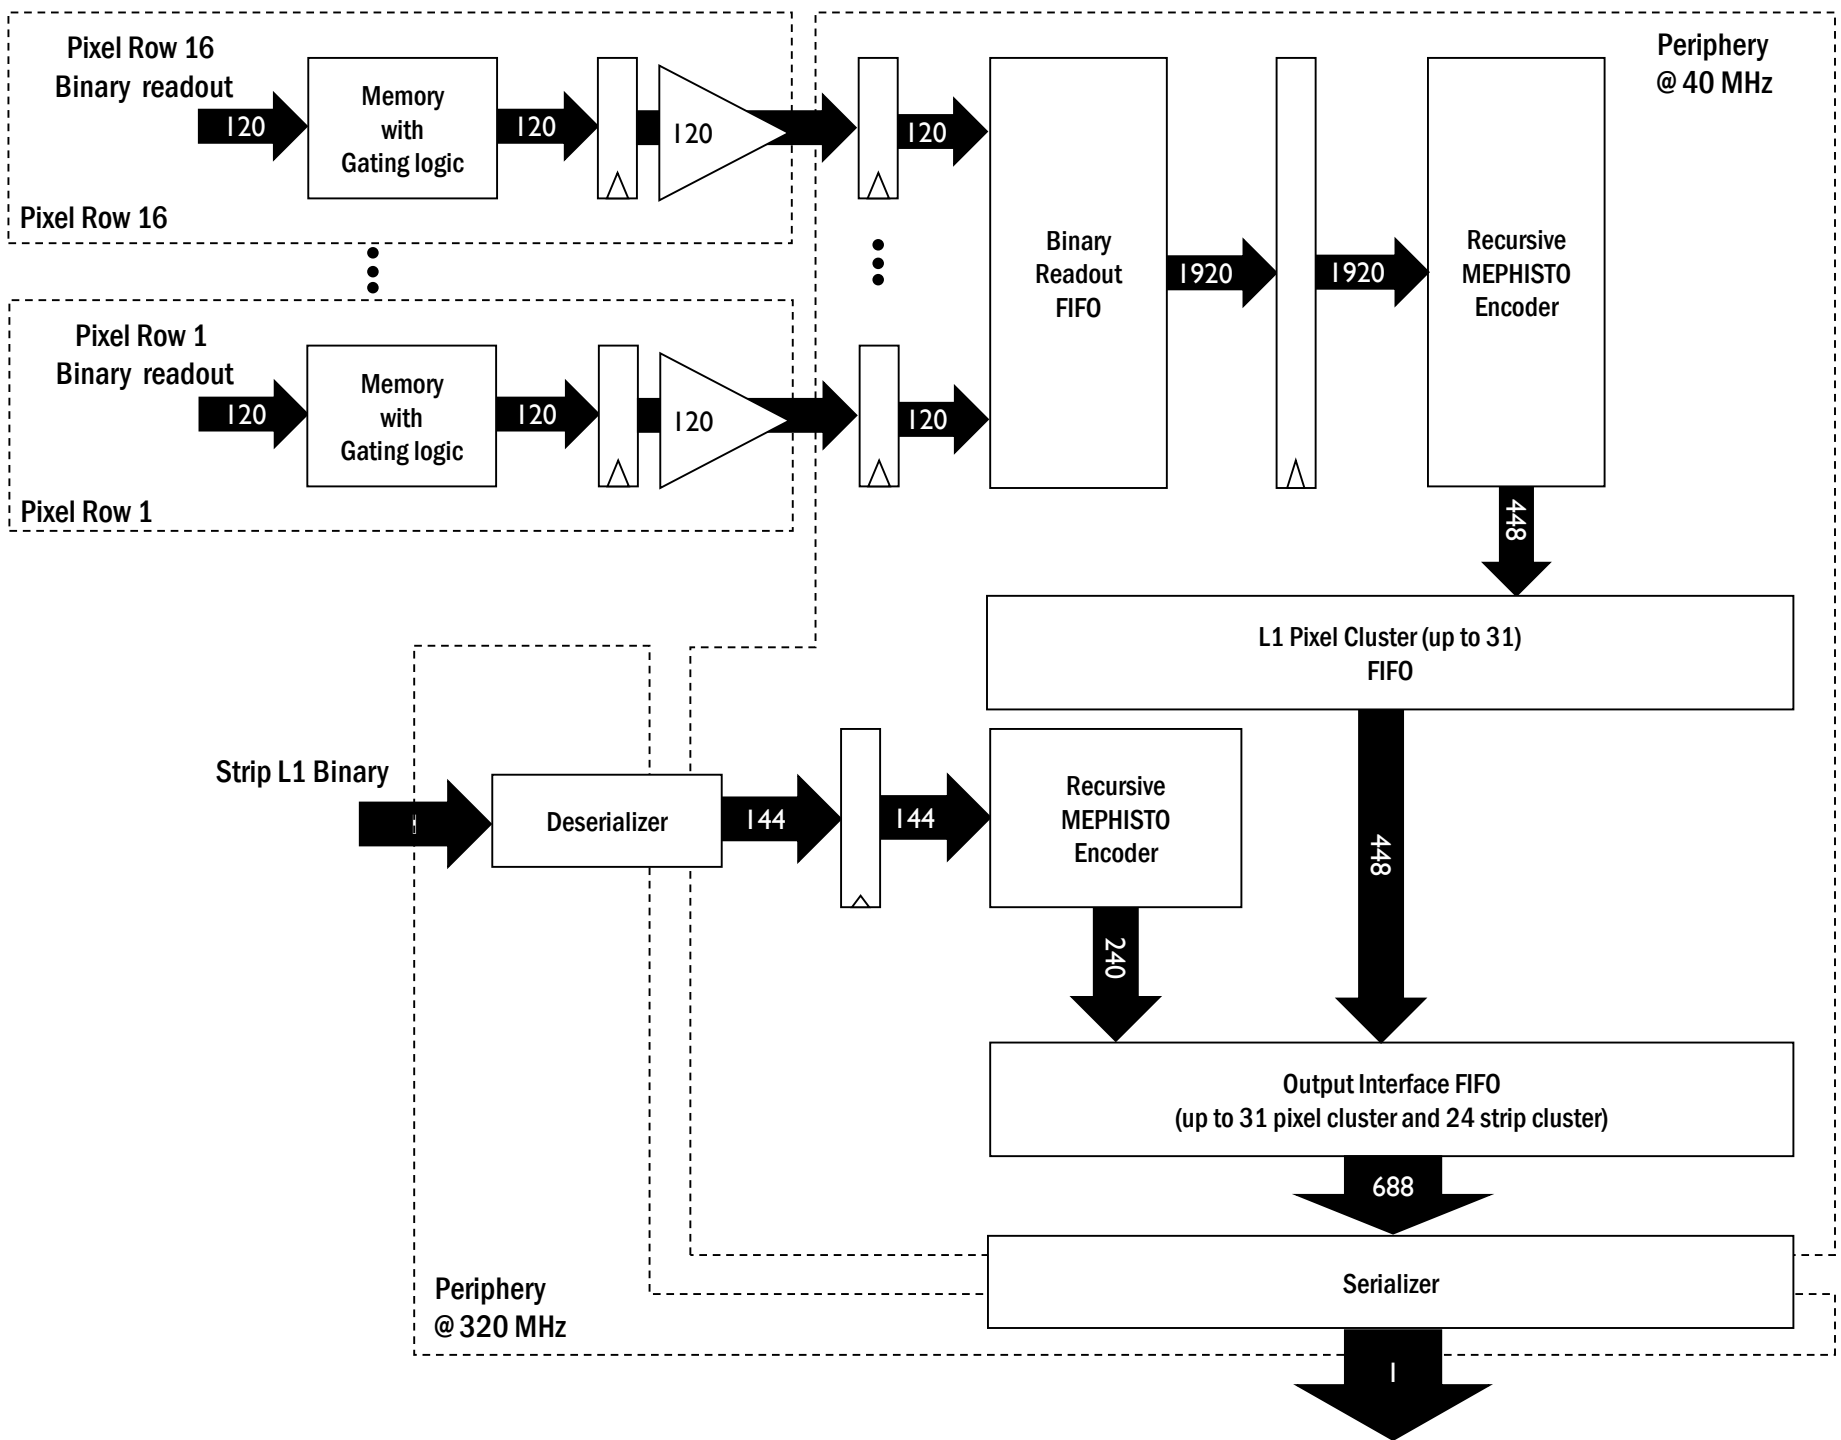 Pixel Row 16
Binary readout
120
Memory
with
Gating logic
120
120
120
Pixel Row 16
Periphery
@ 40 MHz
Binary
Readout
FIFO
1920
1920
Recursive
MEPHISTO
Encoder
Pixel Row 1
Binary readout
120
Memory
with
Gating logic
120
120
120
Pixel Row 1
448
L1 Pixel Cluster (up to 31)
FIFO
Strip L1 Binary
Deserializer
144
144
Recursive
MEPHISTO
Encoder
448
240
Output Interface FIFO
(up to 31 pixel cluster and 24 strip cluster)
688
Serializer
Periphery
@ 320 MHz
1